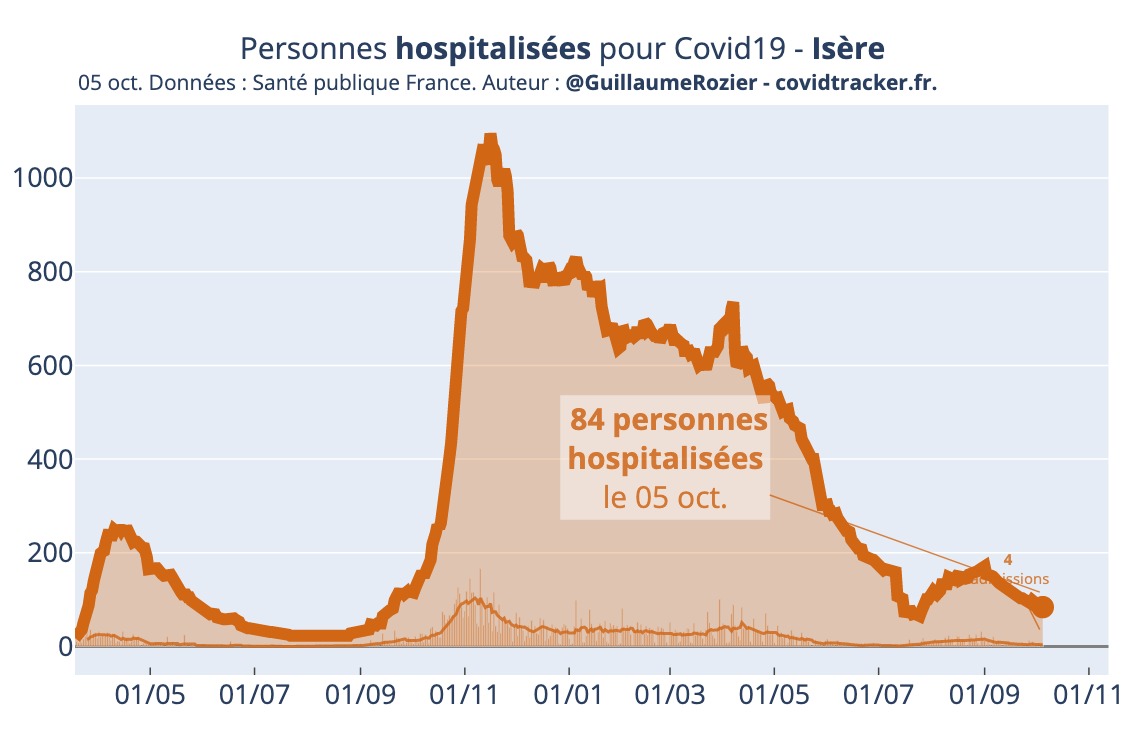 Personnes hospitalisées pour Covid19 - Isère
05 oct. Données : Santé publique France. Auteur : @GuillaumeRozier - covidtracker.fr.
1000
800
600
400
200
0
84 personnes
hospitalisées
le 05 oct.
4
admissions
01/05 01/07 01/09 01/11 01/01 01/03 01/05 01/07 01/09 01/11